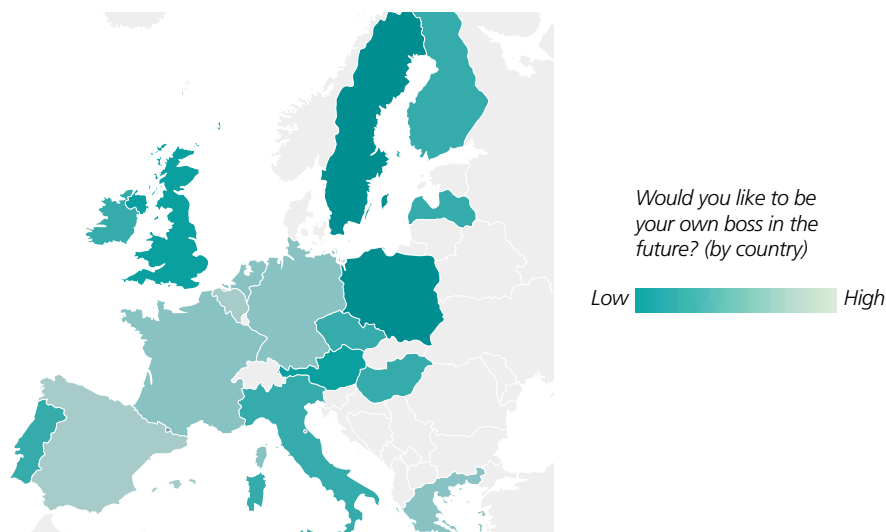 Would you like to be
your own boss in the
future? (by country)
Low High